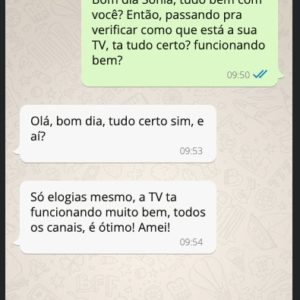 Bom dia Sonia, tudo bem com
você? Então, passando pra
verificar como que está a sua
TV, ta tudo certo? funcionando
bem?
09:50
Olá, bom dia, tudo certo sim, e
aí?
09:53
Só elogias mesmo, a TV ta
funcionando muito bem, todos
os canais, é ótimo! Amei!
09:54